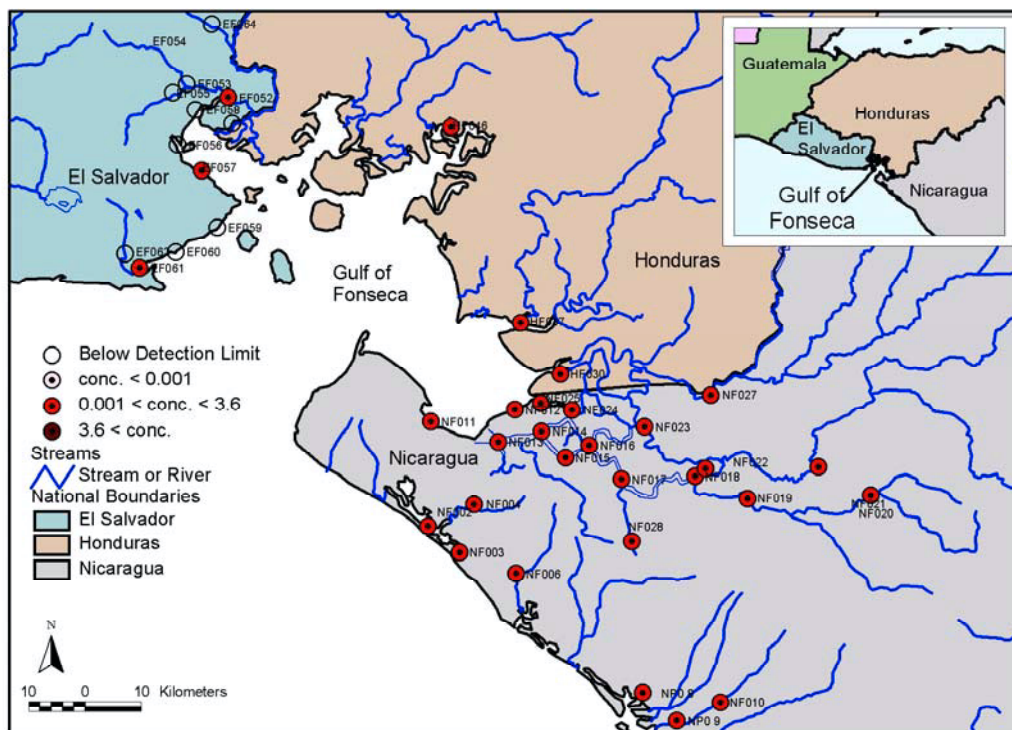 EF064
EF054
EF053
EF055
EF052
EF058
EF056
EF057
El Salvador
EF059
EF060
EF061
Gulf of
Fonseca
Honduras
HF030
NF027
NF012
NF024
NF011
NF023
NF014
NF013
NF016
NF015
Nicaragua
NF022
NF017
NF018
NF019
NF021
NF020
NF004
NF002
NF028
NF003
NF006
NF010
Guatemala
Honduras
El
Salvador
Nicaragua
Gulf of
Fonseca
Below Detection Limit
conc. < 0.001
0.001 < conc. < 3.6
3.6 < conc.
Streams
Stream or River
National Boundaries
El Salvador
Honduras
Nicaragua
N
10 0 10 Kilometers